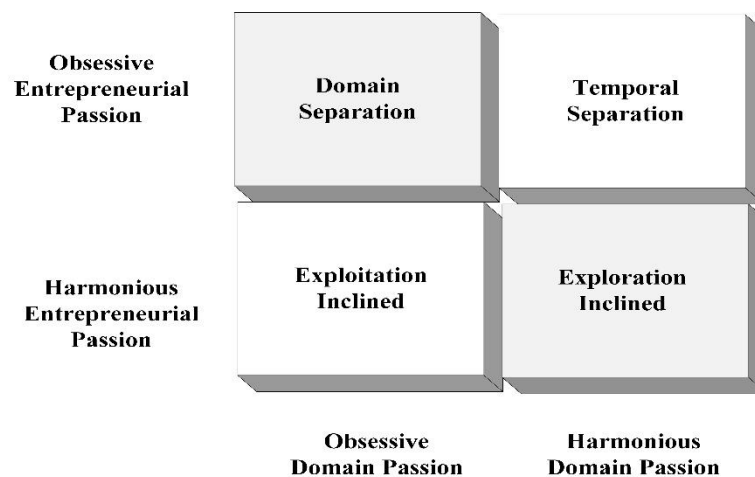 Obsessive
Entrepreneurial
Passion
Domain
Separation
Temporal
Separation
Harmonious
Entrepreneurial
Passion
Exploitation
Inclined
Exploration
Inclined
Obsessive
Domain Passion
Harmonious
Domain Passion